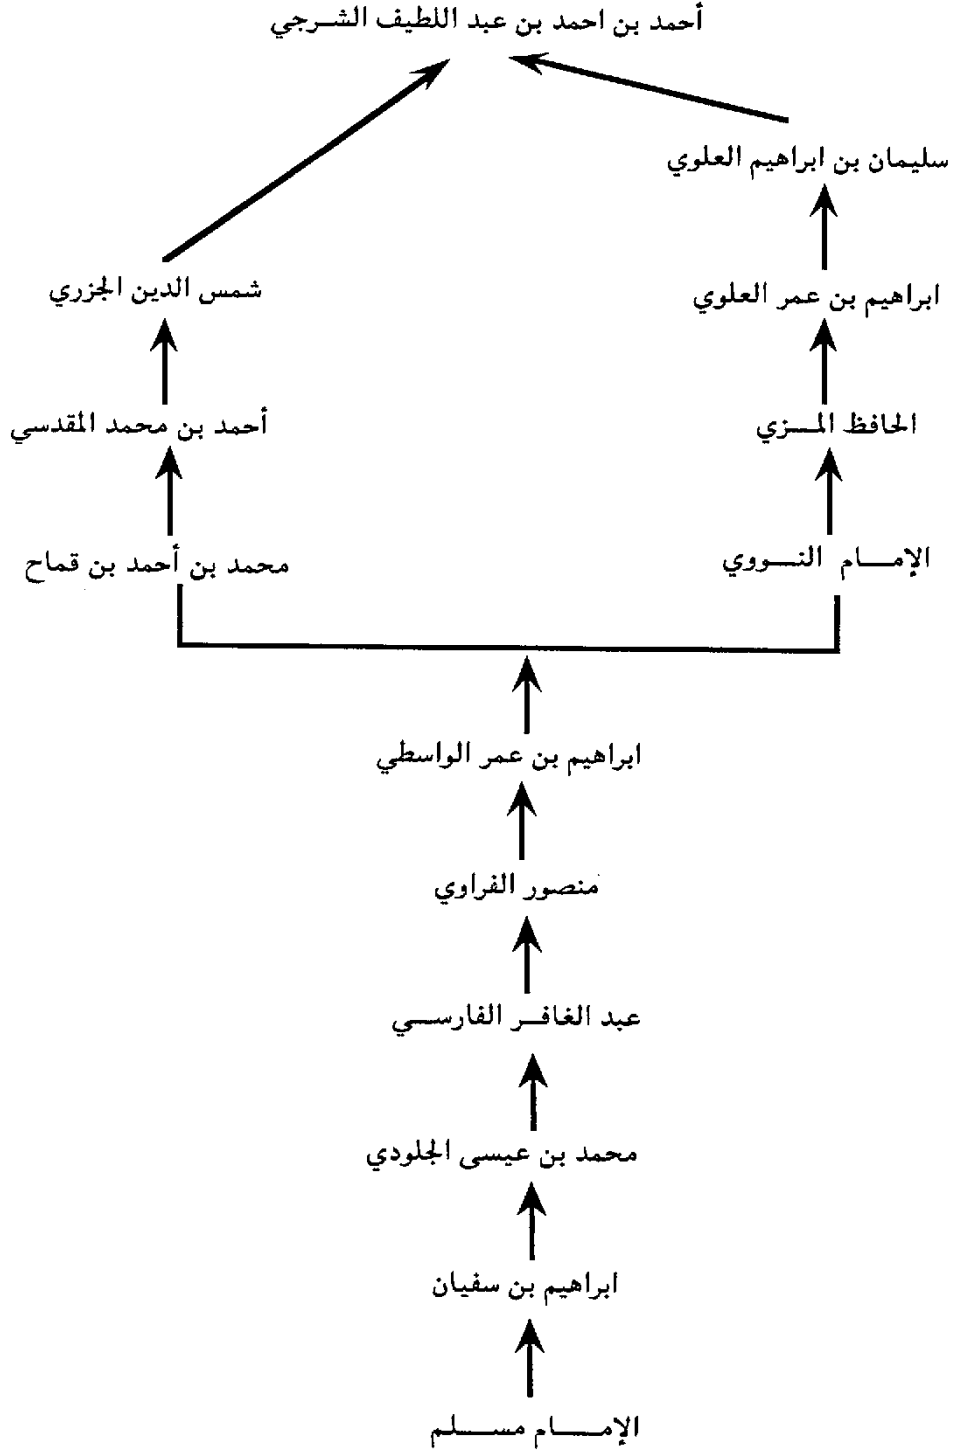 أحمد بن احمد بن عبد اللطيف الشرجي
سليمان بن ابراهيم العلوي
شمس الدين الجزري
ابراهيم بن عمر العلوي
أحمد بن محمد المقدسي
الحافظ المزي
محمد بن أحمد بن قماح
الإمام النووي
ابراهيم بن عمر الواسطي
منصور الفراوي
عبد الغافر الفارسي
محمد بن عيسى الجلودي
ابراهيم بن سفيان
الإمام مسلم